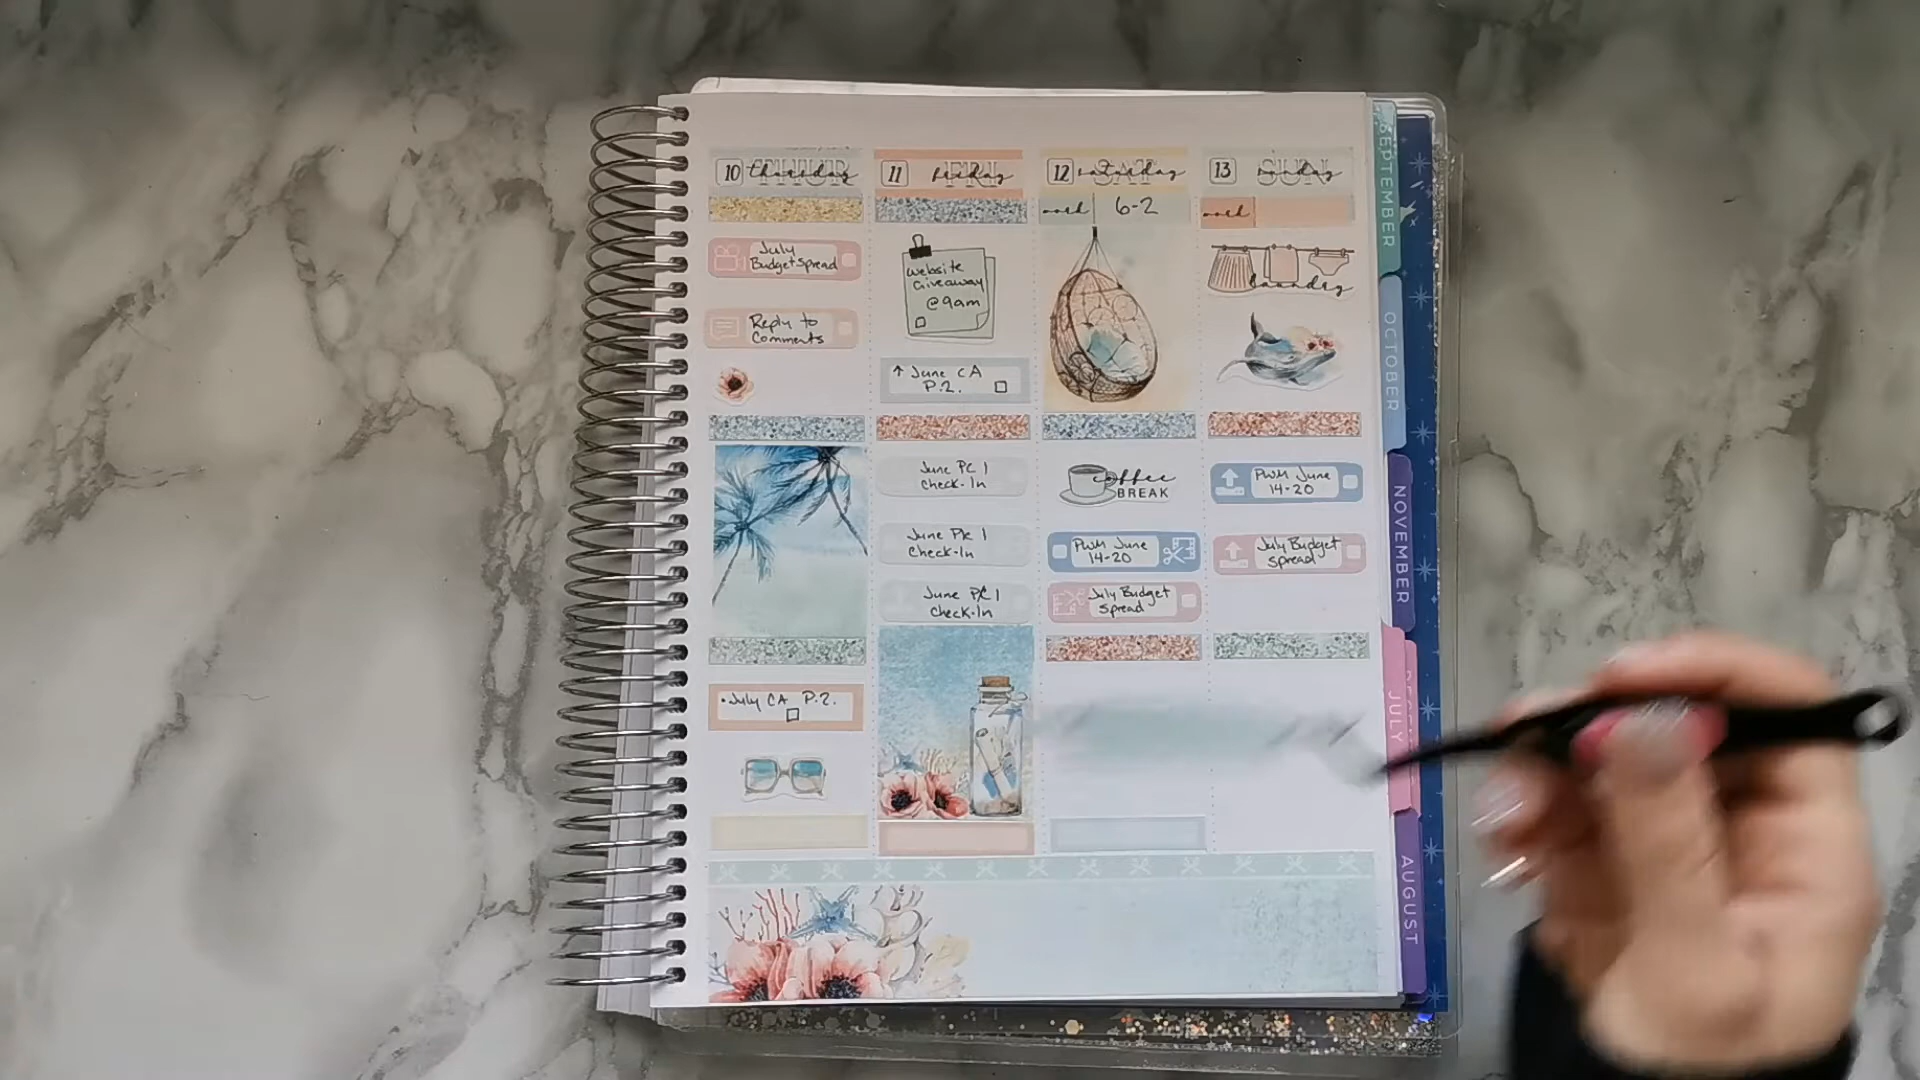 10 thursday
July
Budget spread
Reply to
Comments
• July CA P.2.
11 friday
website
Giveaway
@ 9am
↑ June CA
P.2.
June PC 1
Check-In
June PC 1
Check-In
June PC 1
Check-In
12 saturday
SAT
work 6-2
coffee
BREAK
PWM June
14-20
July Budget
spread
13 sunday
SUN
work
laundry
PWM June
14-20
July Budget
spread
SEPTEMBER
OCTOBER
NOVEMBER
JULY
AUGUST